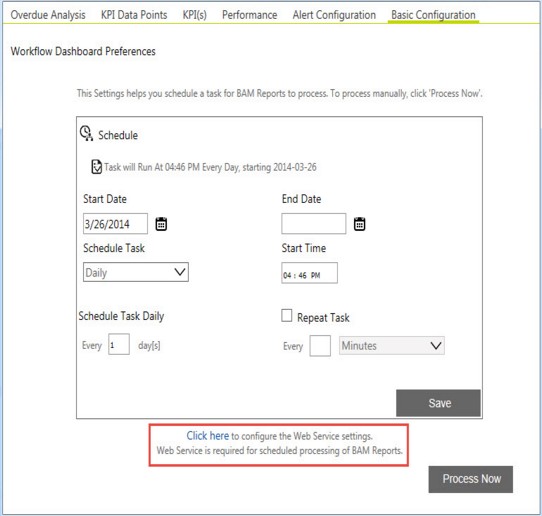 Overdue Analysis KPI Data Points KPI(s) Performance Alert Configuration Basic Configuration
Workflow Dashboard Preferences
This Settings helps you schedule a task for BAM Reports to process. To process manually, click 'Process Now'.
Schedule
Task will Run At 04:46 PM Every Day, starting 2014-03-26
Start Date End Date
3/26/2014
Schedule Task Start Time
Daily 04 : 46 PM
Schedule Task Daily Repeat Task
Every 1 day[s] Every Minutes
Save
Click here to configure the Web Service settings.
Web Service is required for scheduled processing of BAM Reports.
Process Now